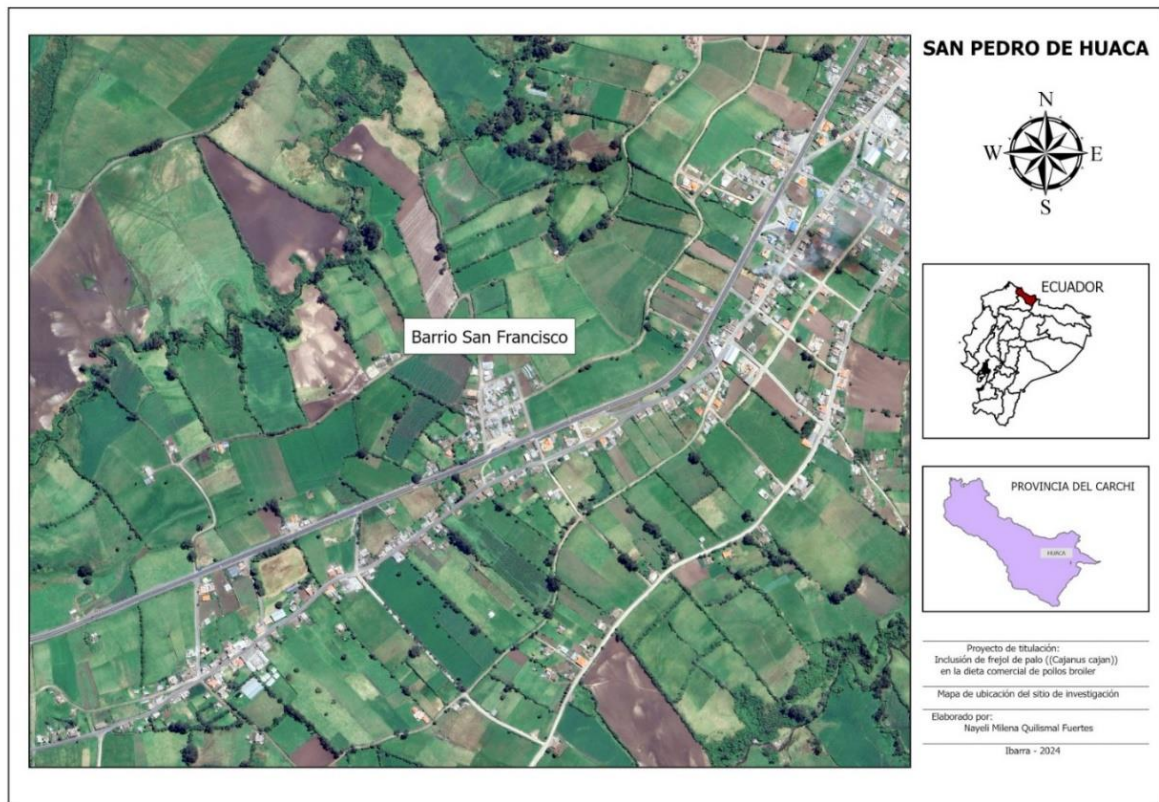 SAN PEDRO DE HUACA
N
W E
S
Barrio San Francisco
ECUADOR
PROVINCIA DEL CARCHI
HUACA
Proyecto de titulación:
Inclusión de frejol de palo ((Cajanus cajan))
en la dieta comercial de pollos broiler
Mapa de ubicación del sitio de investigación
Elaborado por:
Nayeli Milena Quilismal Fuertes
Ibarra - 2024